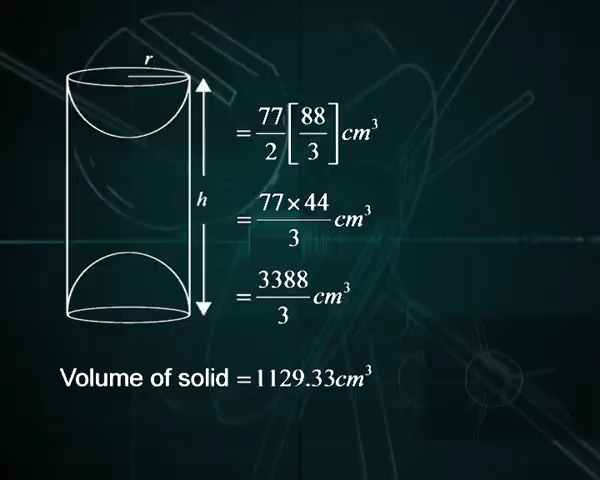 r
h
= 77/2 [88/3] cm³
= 77 × 44/3 cm³
= 3388/3 cm³
Volume of solid = 1129.33cm³